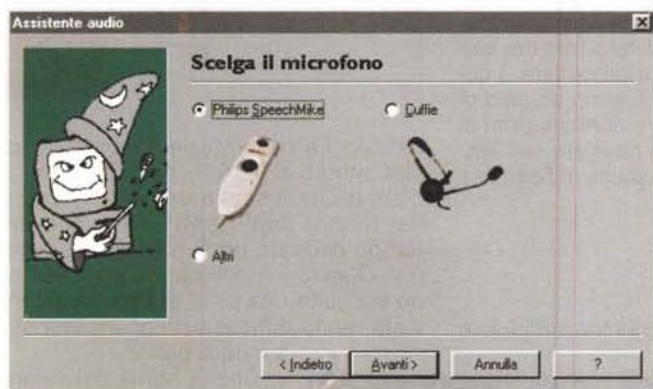 Assistente audio
Scelga il microfono
Philips SpeechMike
Cuffie
Altri
< Indietro
Avanti >
Annulla
?